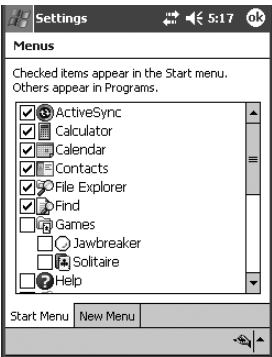 Settings 5:17 ok
Menus
Checked items appear in the Start menu.
Others appear in Programs.
ActiveSync
Calculator
Calendar
Contacts
File Explorer
Find
Games
Jawbreaker
Solitaire
Help
Start Menu New Menu